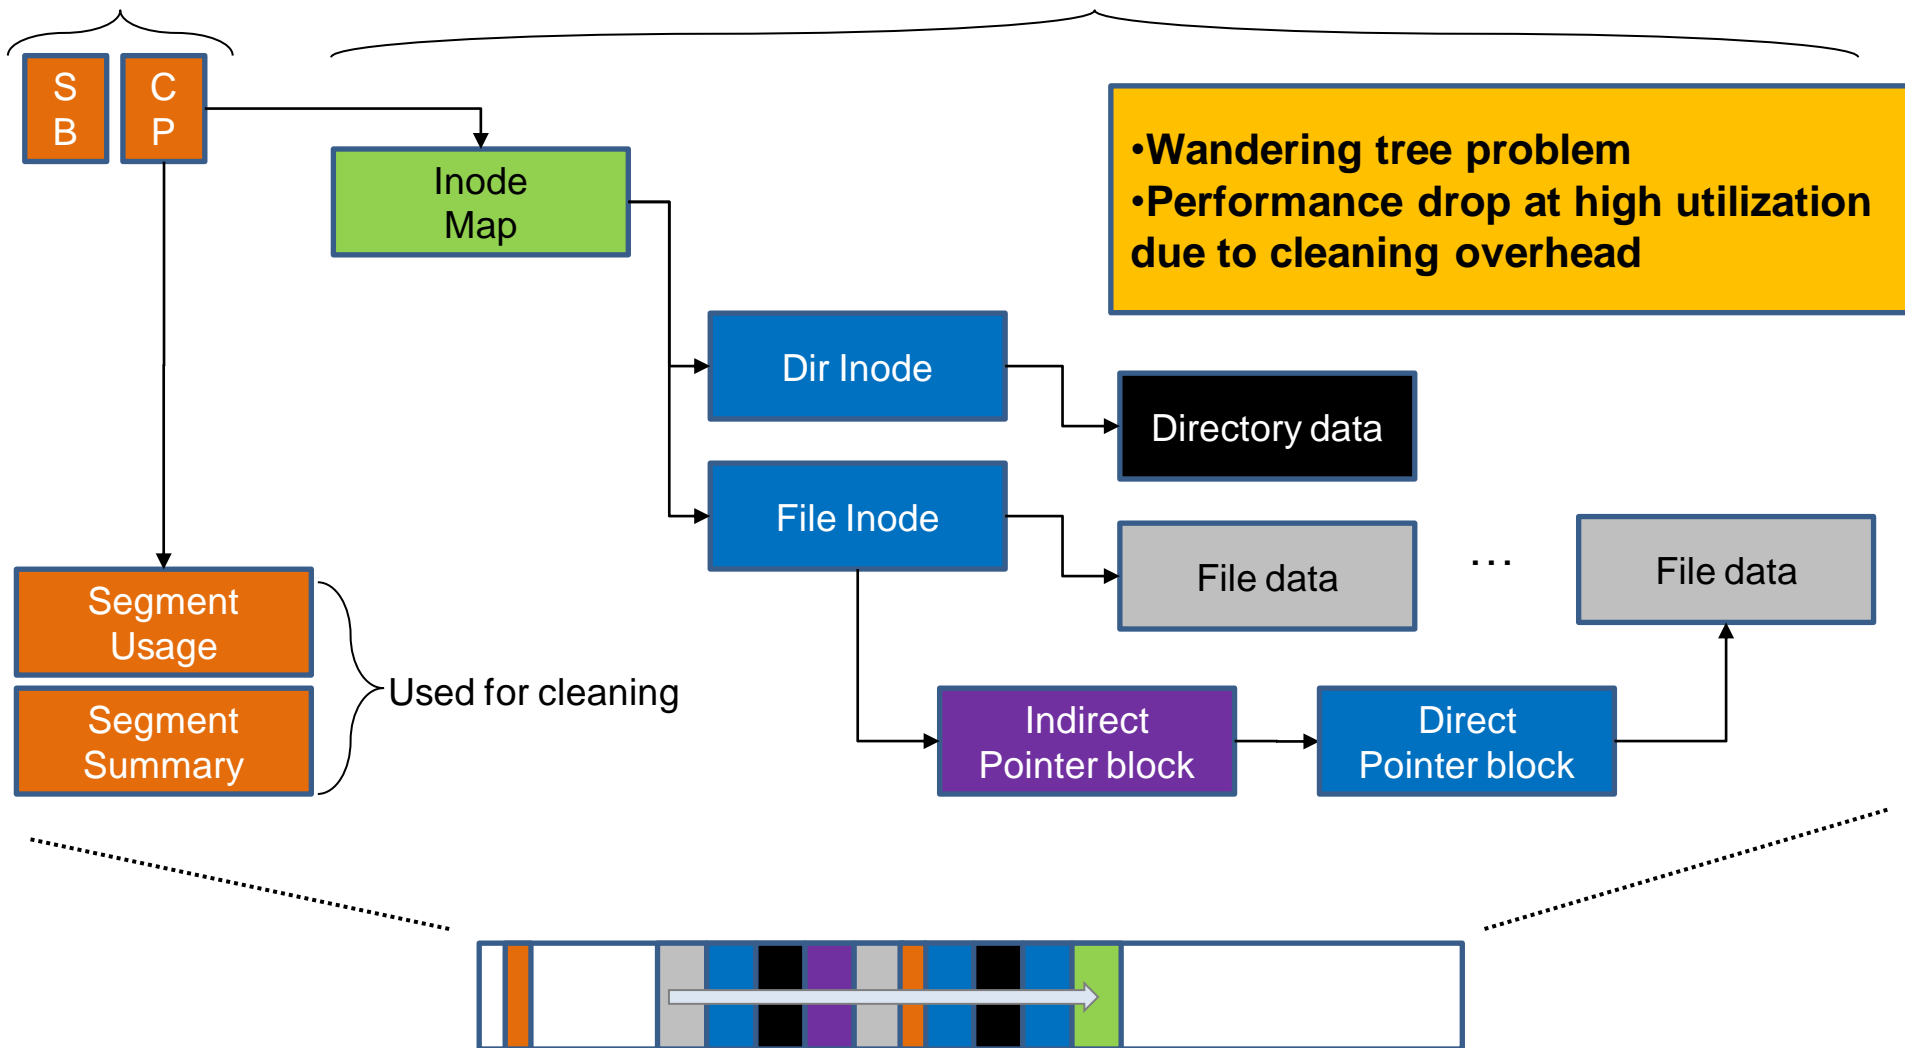 S
B
C
P
Inode
Map
•Wandering tree problem
•Performance drop at high utilization
due to cleaning overhead
Dir Inode
Directory data
File Inode
File data
...
File data
Segment
Usage
Used for cleaning
Segment
Summary
Indirect
Pointer block
Direct
Pointer block